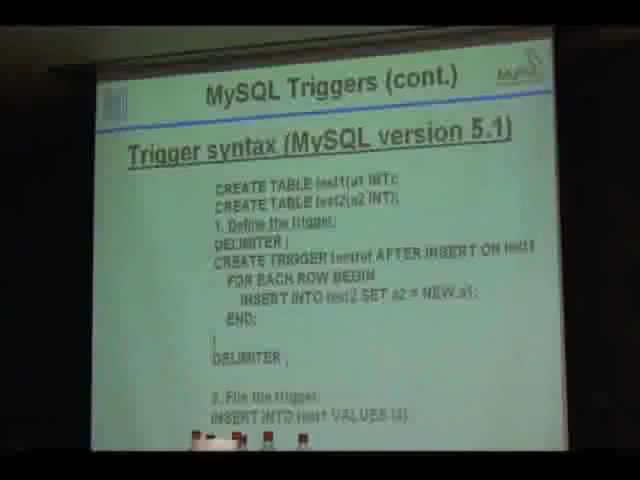 MySQL Triggers (cont.)
Trigger syntax (MySQL version 5.1)
CREATE TABLE test1(a1 INT);
CREATE TABLE test2(a2 INT);
1. Define the trigger:
DELIMITER |
CREATE TRIGGER AFTER INSERT ON test1
FOR EACH ROW BEGIN
INSERT INTO test2 SET a2 = NEW.a1;
END;
|
DELIMITER ;
2. Fire the trigger:
INSERT INTO test1 VALUES